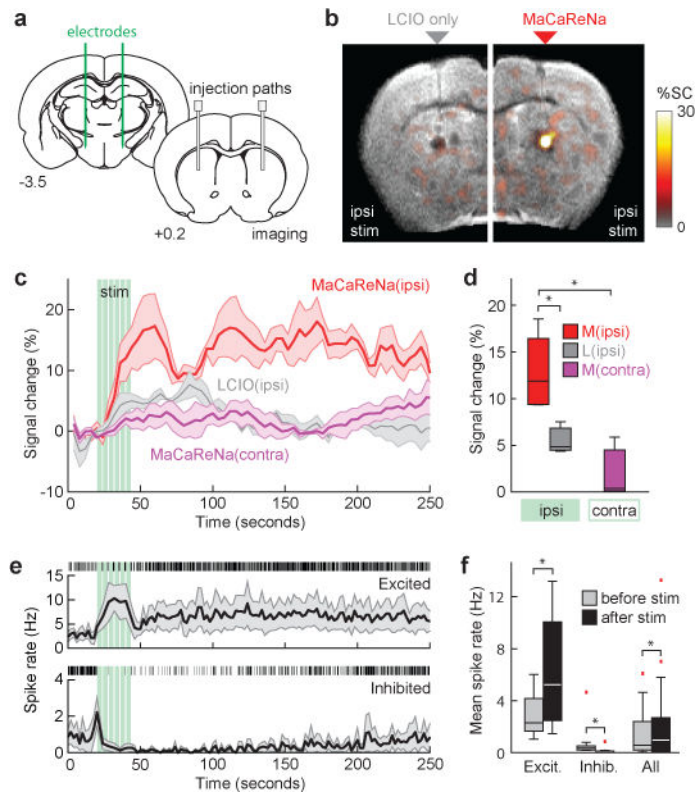 a
electrodes
injection paths
-3.5
+0.2
imaging
b
LCIO only
MaCaReNa
%SC
30
0
ipsi
stim
ipsi
stim
c
stim
MaCaReNa(ipsi)
LCIO(ipsi)
MaCaReNa(contra)
Signal change (%)
20
10
0
-10
0
50
100
150
200
250
Time (seconds)
d
*
*
M(ipsi)
L(ipsi)
M(contra)
Signal change (%)
20
15
10
5
0
ipsi
contra
e
Excited
15
10
5
0
Spike rate (Hz)
Inhibited
4
2
0
0
50
100
150
200
250
Time (seconds)
f
*
before stim
after stim
*
*
Mean spike rate (Hz)
12
8
4
0
Excit.
Inhib.
All